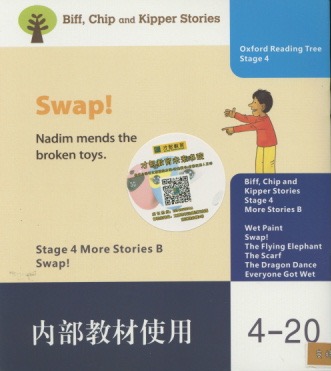 Biff, Chip and Kipper Stories
Oxford Reading Tree
Stage 4
Swap!
Nadim mends the
broken toys.
Biff, Chip and
Kipper Stories
Stage 4
More Stories B
Wet Paint
Swap!
The Flying Elephant
The Scarf
The Dragon Dance
Everyone Got Wet
Stage 4 More Stories B
Swap!
内部教材使用
4-20